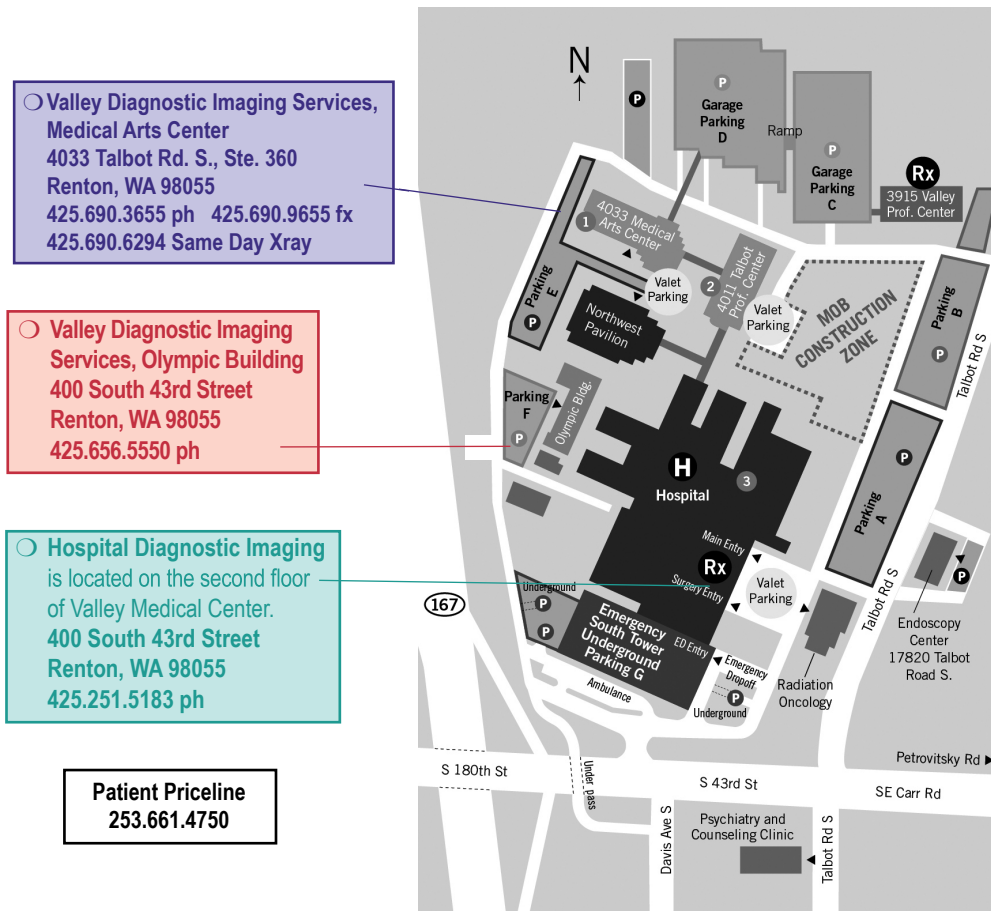 Valley Diagnostic Imaging Services,
Medical Arts Center
4033 Talbot Rd. S., Ste. 360
Renton, WA 98055
425.690.3655 ph 425.690.9655 fx
425.690.6294 Same Day Xray
Valley Diagnostic Imaging
Services, Olympic Building
400 South 43rd Street
Renton, WA 98055
425.656.5550 ph
Hospital Diagnostic Imaging
is located on the second floor
of Valley Medical Center.
400 South 43rd Street
Renton, WA 98055
425.251.5183 ph
Patient Priceline
253.661.4750
N
P
P
Garage
Parking
D
Ramp
P
Garage
Parking
C
Rx
3915 Valley
Prof. Center
1
4033 Medical
Arts Center
Parking
E
P
Valet
Parking
2
4011 Talbot
Prof. Center
Valet
Parking
MOB
CONSTRUCTION
ZONE
Parking
B
P
Talbot Rd S
Northwest
Pavilion
Parking
F
P
Olympic Bldg.
H
Hospital
3
P
Parking
A
Main Entry
Rx
Surgery Entry
Valet
Parking
Talbot Rd S
P
Endoscopy
Center
17820 Talbot
Road S.
167
Underground
P
P
Emergency
South Tower
Underground
Parking G
ED Entry
Emergency
Dropoff
P
Underground
Ambulance
Radiation
Oncology
Petrovitsky Rd
S 180th St
Under pass
S 43rd St
SE Carr Rd
Davis Ave S
Psychiatry and
Counseling Clinic
Talbot Rd S